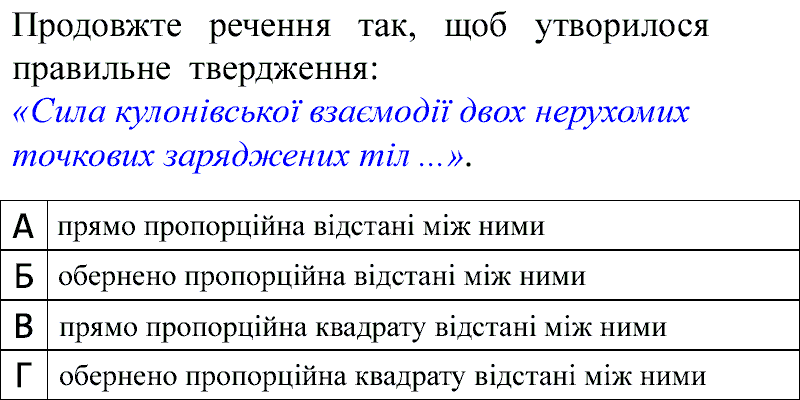 Продовжте речення так, щоб утворилося
правильне твердження:
«Сила кулонівської взаємодії двох нерухомих
точкових заряджених тіл ...».
А прямо пропорційна відстані між ними
Б обернено пропорційна відстані між ними
В прямо пропорційна квадрату відстані між ними
Г обернено пропорційна квадрату відстані між ними